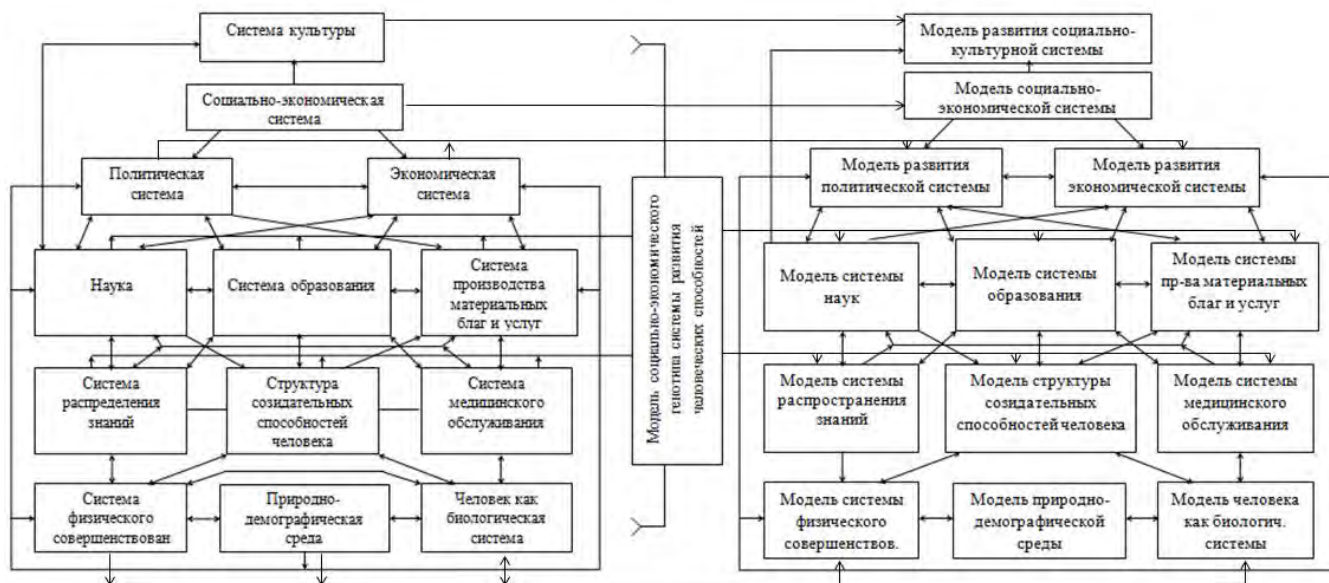 Система культуры
Социально-экономическая
система
Политическая
система
Экономическая
система
Наука
Система образования
Система
производства
материальных
благ и услуг
Система
распределения
знаний
Структура
созидательных
способностей
человека
Система
медицинского
обслуживания
Система
физического
совершенствован
Природно-
демографическая
среда
Человек как
биологическая
система
Модель социально-экономического
генотипа системы развития
человеческих способностей
Модель развития социально-
культурной системы
Модель социально-
экономической системы
Модель развития
политической системы
Модель развития
экономической системы
Модель системы
наук
Модель системы
образования
Модель системы
пр-ва материальных
благ и услуг
Модель системы
распространения
знаний
Модель структуры
созидательных
способностей человека
Модель системы
медицинского
обслуживания
Модель системы
физического
совершенствов.
Модель природно-
демографической
среды
Модель человека
как биологич.
системы